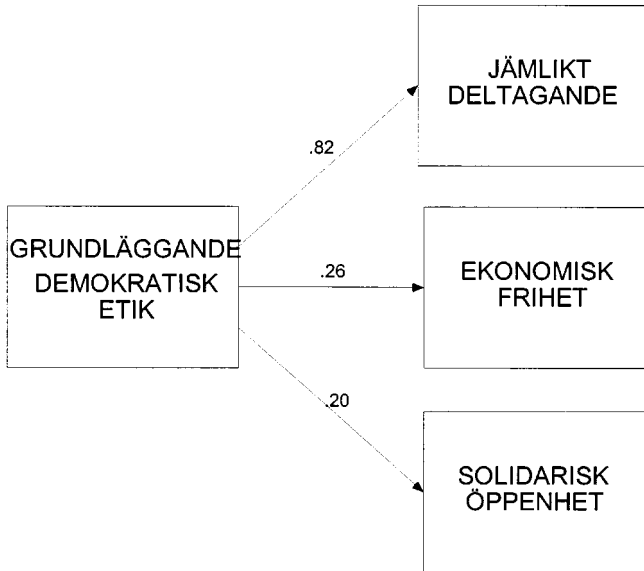 JÄMLIKT
DELTAGANDE
.82
GRUNDLÄGGANDE
DEMOKRATISK
ETIK
.26
EKONOMISK
FRIHET
.20
SOLIDARISK
ÖPPENHET